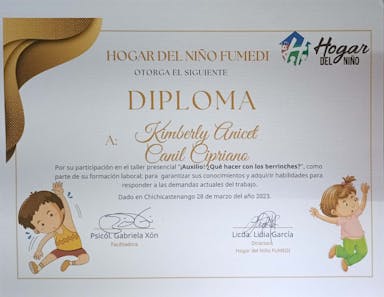 HOGAR DEL NIÑO FUMEDI
Hogar
DEL NIÑO
OTORGA EL SIGUIENTE
DIPLOMA
A: Kimberly Anicet
Canil Cipriano
Por su participación en el taller presencial "¡Auxilio! ¿Qué hacer con los berrinches?", como
parte de su formación laboral; para garantizar sus conocimientos y adquirir habilidades para
responder a las demandas actuales del trabajo.
Dado en Chichicastenango 28 de marzo del año 2023.
Psicól. Gabriela Xón
Facilitadora
Licda. Lidia García
Directora
Hogar del Niño FUMEDI